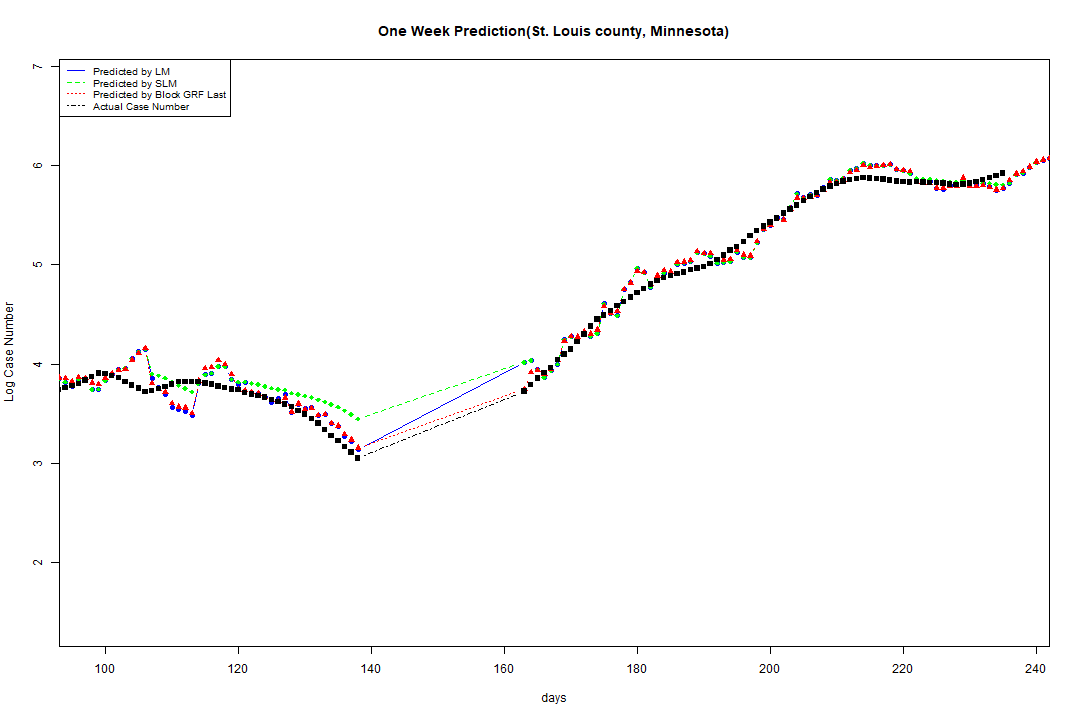 One Week Prediction(St. Louis county, Minnesota)
Predicted by LM
Predicted by SLM
Predicted by Block GRF Last
Actual Case Number
7
6
5
4
3
2
Log Case Number
100 120 140 160 180 200 220 240
days